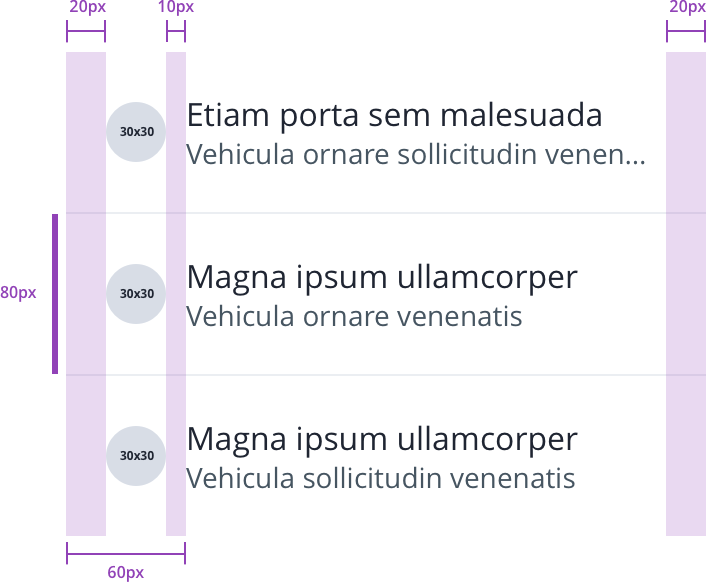 20px
10px
20px
30x30
Etiam porta sem malesuada
Vehicula ornare sollicitudin venen...
80px
30x30
Magna ipsum ullamcorper
Vehicula ornare venenatis
30x30
Magna ipsum ullamcorper
Vehicula sollicitudin venenatis
60px